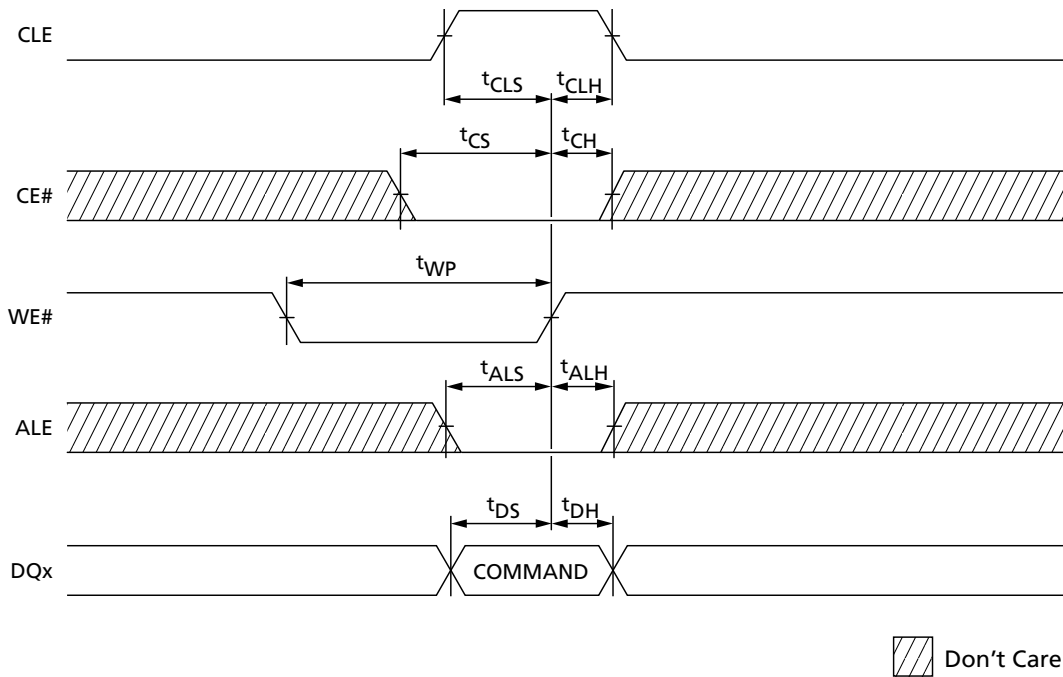 CLE
tCLS tCLH
tCS tCH
CE#
tWP
WE#
tALS tALH
ALE
tDS tDH
DQx COMMAND
Don't Care